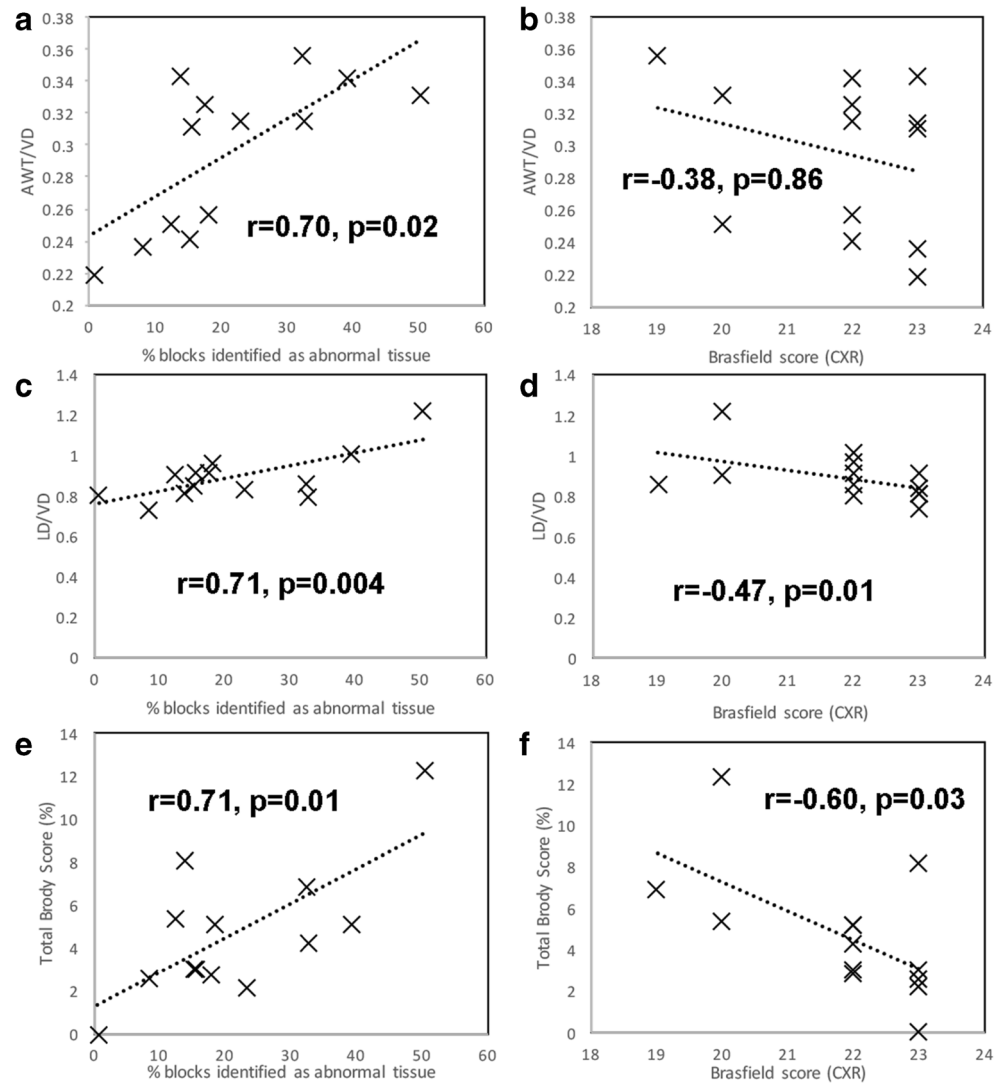 a
0.38
0.36
0.34
0.32
0.3
0.28
0.26
0.24
0.22
0.2
AWT/VD
r=0.70, p=0.02
0 10 20 30 40 50 60
% blocks identified as abnormal tissue
b
0.38
0.36
0.34
0.32
0.3
0.28
0.26
0.24
0.22
0.2
AWT/VD
r=-0.38, p=0.86
18 19 20 21 22 23 24
Brasfield score (CXR)
c
1.4
1.2
1
0.8
0.6
0.4
0.2
0
LD/VD
r=0.71, p=0.004
0 10 20 30 40 50 60
% blocks identified as abnormal tissue
d
1.4
1.2
1
0.8
0.6
0.4
0.2
0
LD/VD
r=-0.47, p=0.01
18 19 20 21 22 23 24
Brasfield score (CXR)
e
14
12
10
8
6
4
2
0
Total Brody Score (%)
r=0.71, p=0.01
0 10 20 30 40 50 60
% blocks identified as abnormal tissue
f
14
12
10
8
6
4
2
0
Total Brody Score (%)
r=-0.60, p=0.03
18 19 20 21 22 23 24
Brasfield score (CXR)